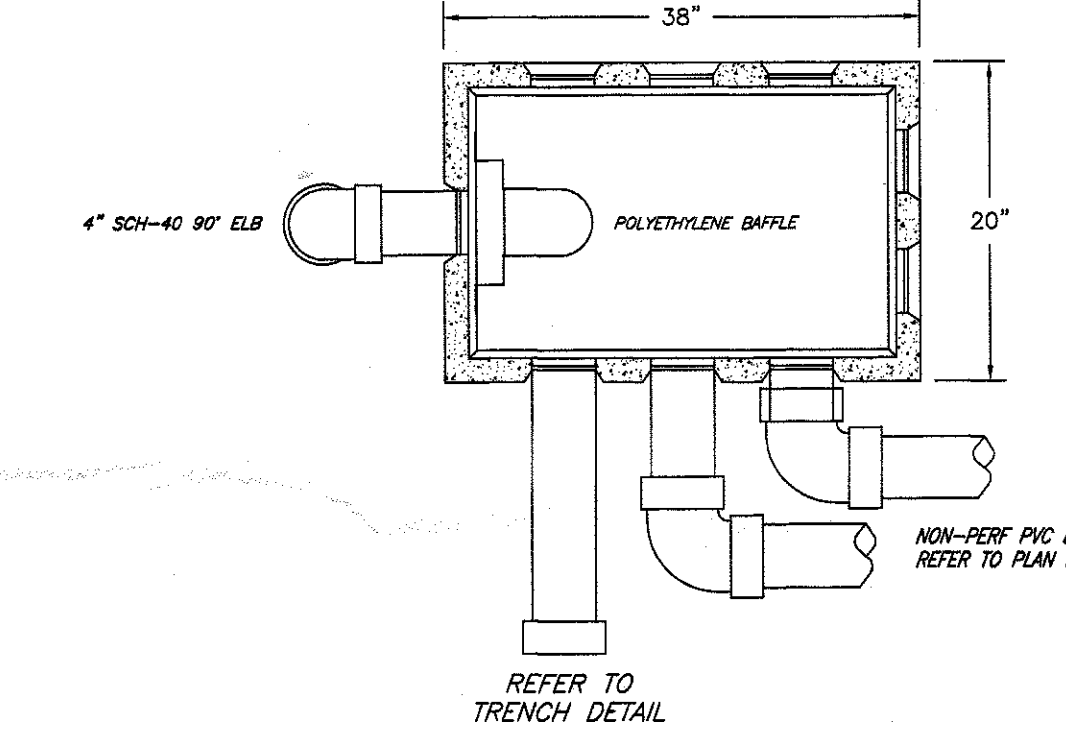 38"
4" SCH-40 90° ELB
POLYETHYLENE BAFFLE
20"
NON-PERF PVC
REFER TO PLAN
REFER TO
TRENCH DETAIL